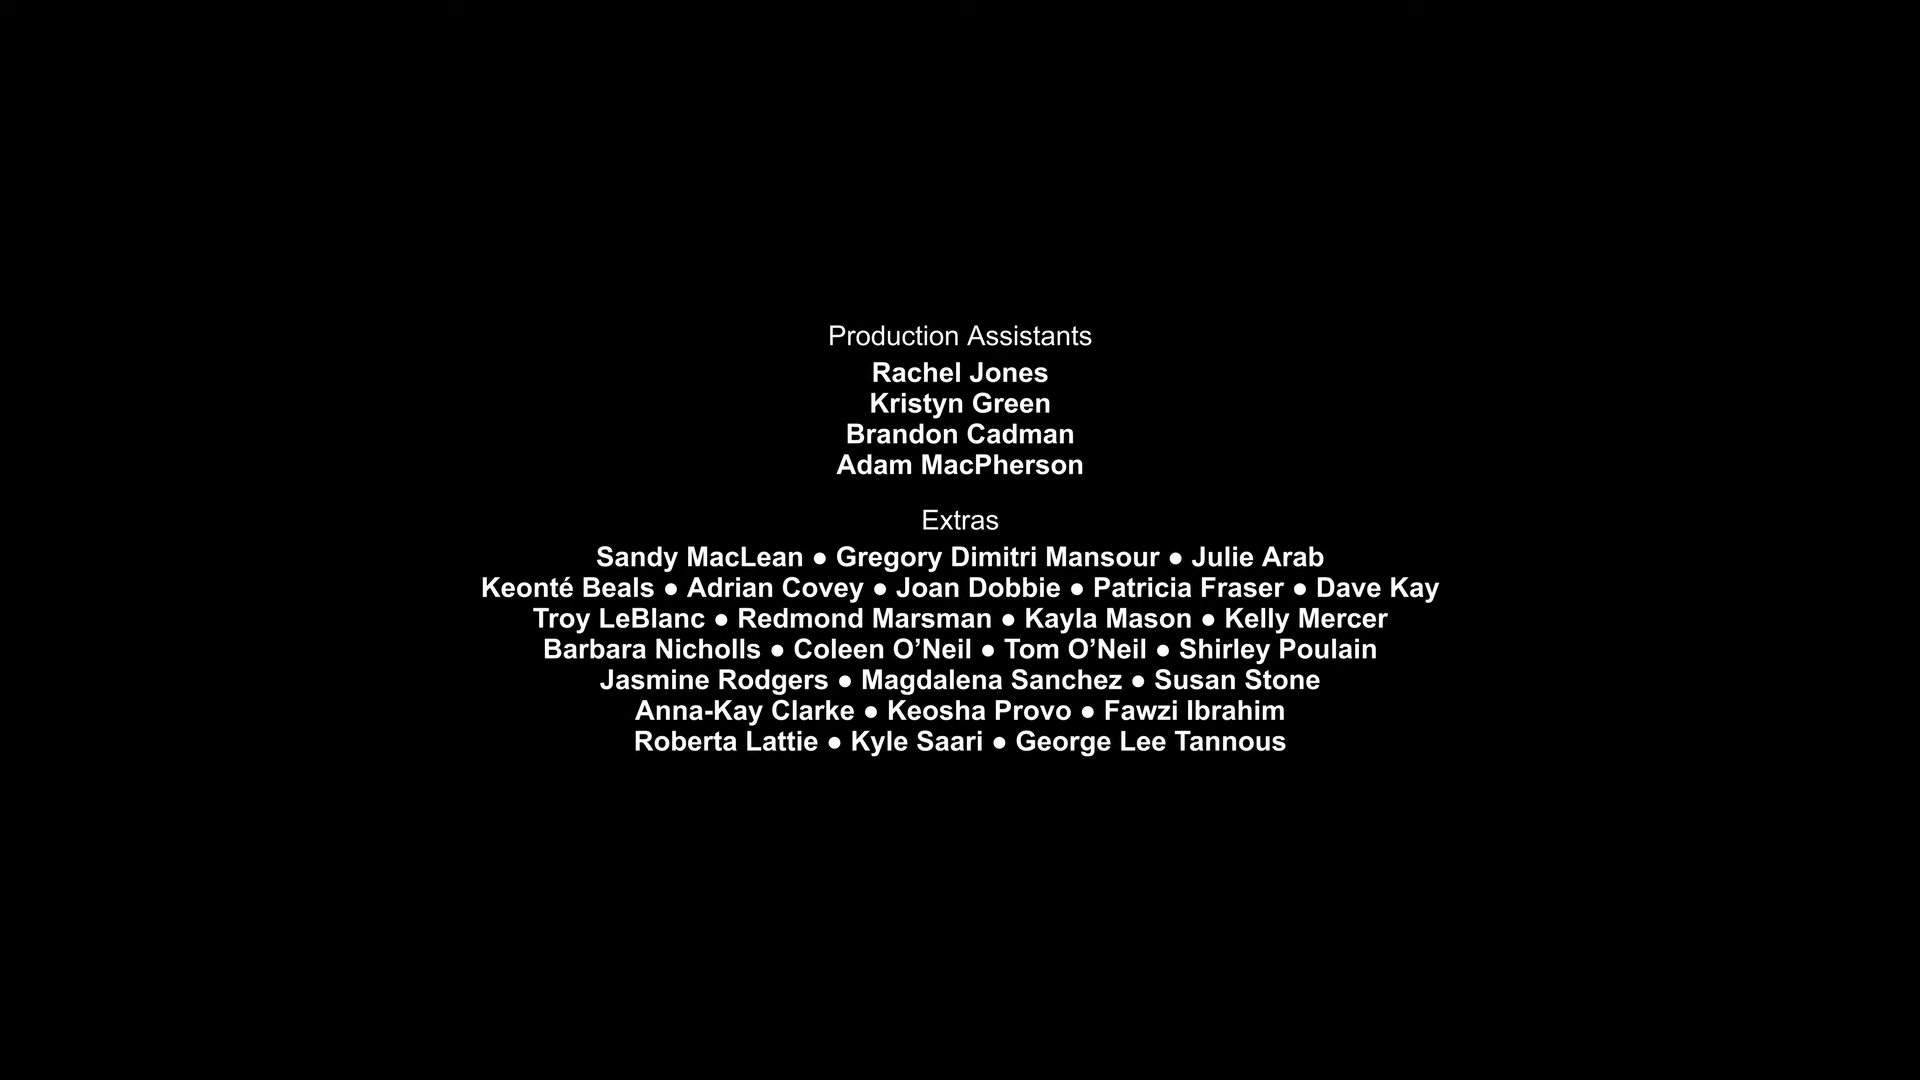 Production Assistants
Rachel Jones
Kristyn Green
Brandon Cadman
Adam MacPherson
Extras
Sandy MacLean ● Gregory Dimitri Mansour ● Julie Arab
Keonté Beals ● Adrian Covey ● Joan Dobbie ● Patricia Fraser ● Dave Kay
Troy LeBlanc ● Redmond Marsman ● Kayla Mason ● Kelly Mercer
Barbara Nicholls ● Coleen O’Neil ● Tom O’Neil ● Shirley Poulain
Jasmine Rodgers ● Magdalena Sanchez ● Susan Stone
Anna-Kay Clarke ● Keosha Provo ● Fawzi Ibrahim
Roberta Lattie ● Kyle Saari ● George Lee Tannous